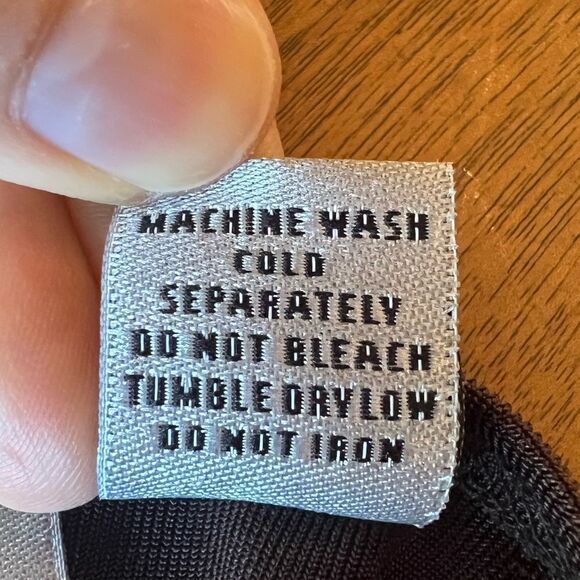 MACHINE WASH
COLD
SEPARATELY
DO NOT BLEACH
TUMBLE DRY LOW
DO NOT IRON